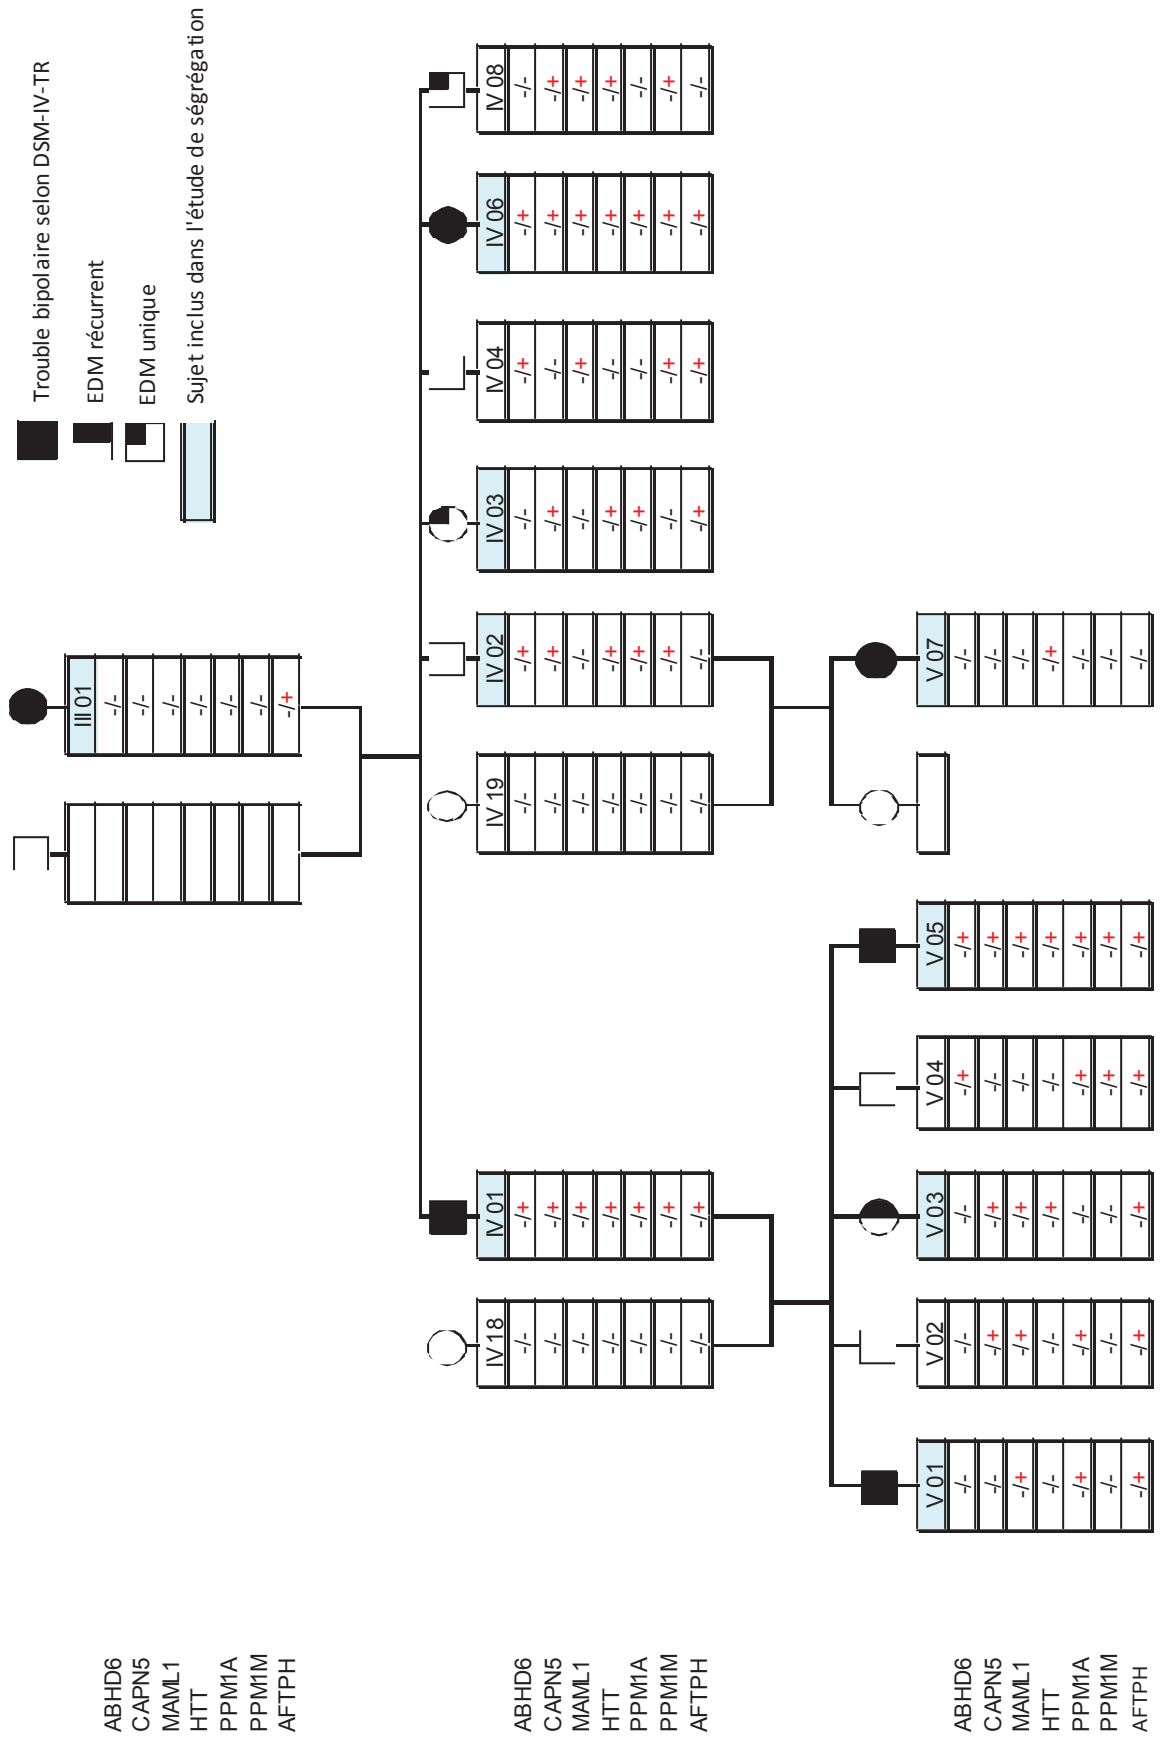 Trouble bipolaire selon DSM-IV-TR
EDM récurrent
EDM unique
Sujet inclus dans l'étude de ségrégation
III 01
ABHD6 -/-
CAPN5 -/-
MAML1 -/-
HTT -/-
PPM1A -/-
PPM1M -/-
AFTPH -/+
IV 18 IV 01 IV 19 IV 02 IV 03 IV 04 IV 06 IV 08
ABHD6 -/- -/+ -/- -/+ -/- -/+ -/+ -/-
CAPN5 -/- -/+ -/- -/+ -/+ -/- -/+ -/+
MAML1 -/- -/+ -/- -/- -/- -/+ -/+ -/+
HTT -/- -/+ -/- -/+ -/+ -/- -/+ -/+
PPM1A -/- -/+ -/- -/+ -/+ -/- -/+ -/-
PPM1M -/- -/+ -/- -/+ -/- -/+ -/+ -/+
AFTPH -/- -/+ -/- -/- -/+ -/+ -/+ -/-
V 01 V 02 V 03 V 04 V 05 V 07
ABHD6 -/- -/- -/- -/+ -/+ -/-
CAPN5 -/- -/+ -/+ -/- -/+ -/-
MAML1 -/+ -/+ -/+ -/- -/+ -/-
HTT -/- -/- -/+ -/- -/+ -/+
PPM1A -/+ -/+ -/- -/+ -/+ -/-
PPM1M -/- -/- -/- -/+ -/+ -/-
AFTPH -/+ -/+ -/+ -/+ -/+ -/-